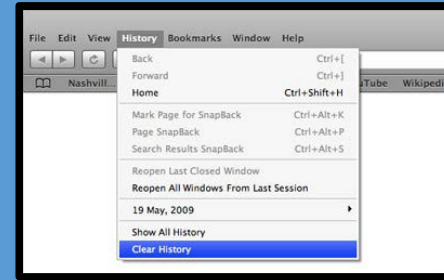 File Edit View History Bookmarks Window Help
Nashvill... uTube Wikipedi
Back Ctrl+[
Forward Ctrl+]
Home Ctrl+Shift+H
Mark Page for SnapBack Ctrl+Alt+K
Page SnapBack Ctrl+Alt+P
Search Results SnapBack Ctrl+Alt+S
Reopen Last Closed Window
Reopen All Windows From Last Session
19 May, 2009
Show All History
Clear History